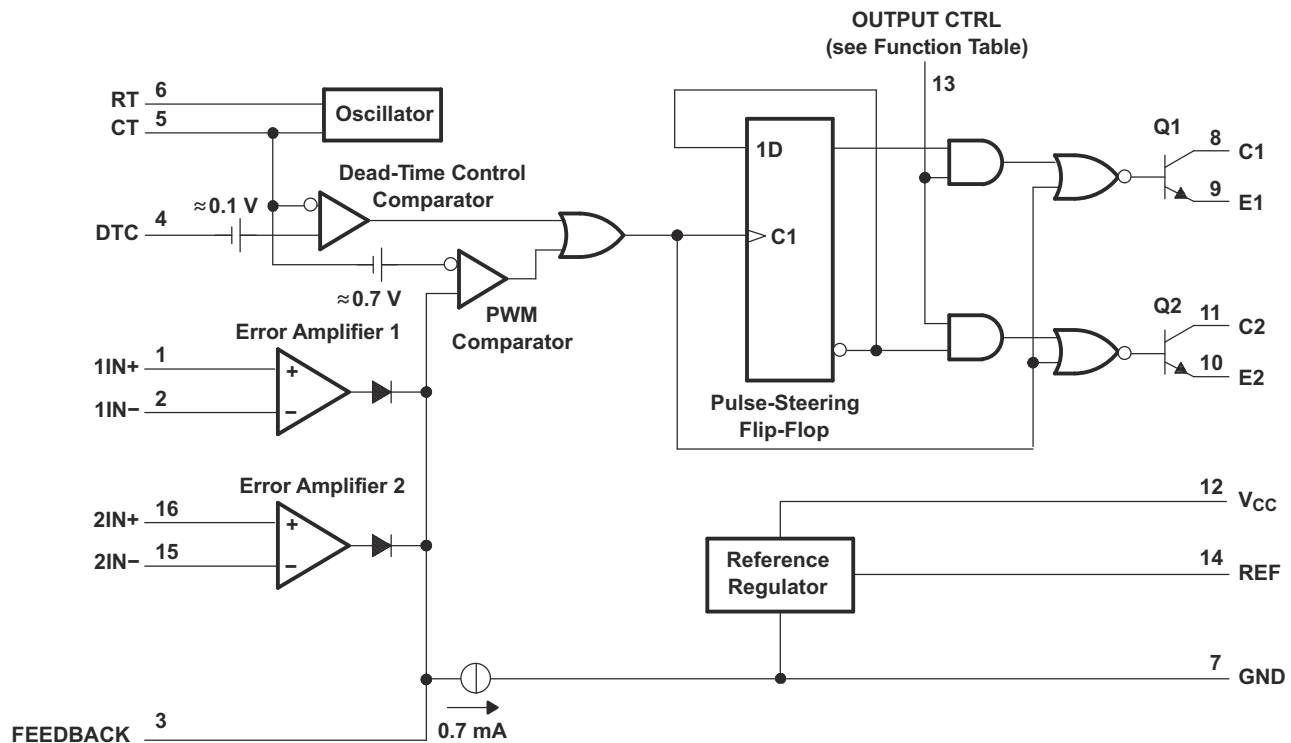 OUTPUT CTRL
(see Function Table)
13
RT 6
CT 5
Oscillator
Dead-Time Control
Comparator
≈0.1 V
DTC 4
≈0.7 V
PWM
Comparator
1D
C1
Pulse-Steering
Flip-Flop
Q1
8 C1
9 E1
Q2
11 C2
10 E2
Error Amplifier 1
1IN+ 1
+
1IN− 2
−
Error Amplifier 2
2IN+ 16
+
2IN− 15
−
12 VCC
Reference
Regulator
14 REF
7 GND
0.7 mA
FEEDBACK 3